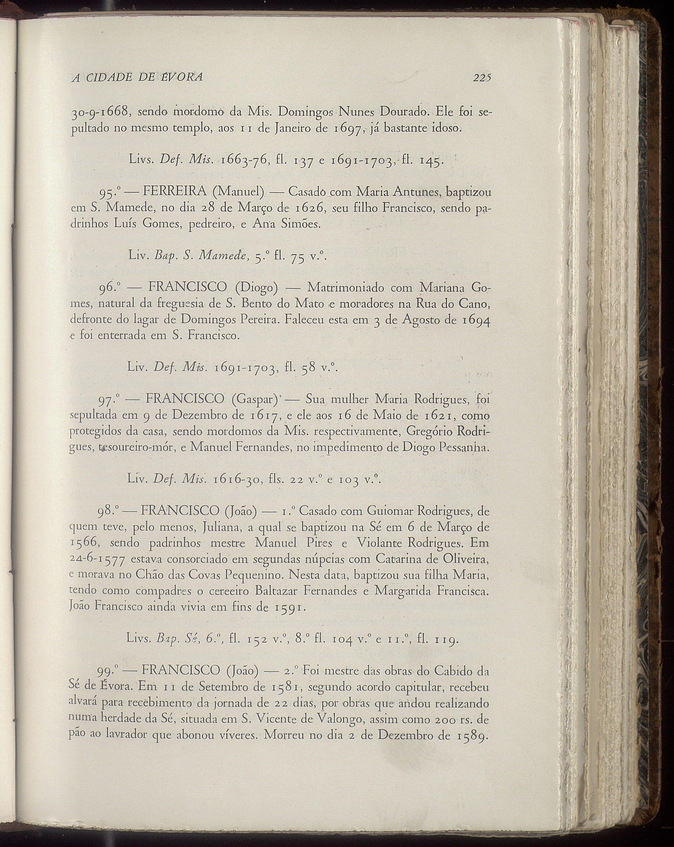 A CIDADE DE ÉVORA 225
30-9-1668, sendo mordomo da Mis. Domingos Nunes Dourado. Ele foi se-
pultado no mesmo templo, aos 11 de Janeiro de 1697, já bastante idoso.
Livs. Def. Mis. 1663-76, fl. 137 e 1691-1703, fl. 145.
95.º — FERREIRA (Manuel) — Casado com Maria Antunes, baptizou
em S. Mamede, no dia 28 de Março de 1626, seu filho Francisco, sendo pa-
drinhos Luís Gomes, pedreiro, e Ana Simões.
Liv. Bap. S. Mamede, 5.º fl. 75 v.º.
96.º — FRANCISCO (Diogo) — Matrimoniado com Mariana Go-
mes, natural da freguesia de S. Bento do Mato e moradores na Rua do Cano,
defronte do lagar de Domingos Pereira. Faleceu esta em 3 de Agosto de 1694
e foi enterrada em S. Francisco.
Liv. Def. Mis. 1691-1703, fl. 58 v.º.
97.º — FRANCISCO (Gaspar) — Sua mulher Maria Rodrigues, foi
sepultada em 9 de Dezembro de 1617, e ele aos 16 de Maio de 1621, como
protegidos da casa, sendo mordomos da Mis. respectivamente, Gregório Rodri-
gues, tesoureiro-mór, e Manuel Fernandes, no impedimento de Diogo Pessanha.
Liv. Def. Mis. 1616-30, fls. 22 v.º e 103 v.º.
98.º — FRANCISCO (João) — 1.º Casado com Guiomar Rodrigues, de
quem teve, pelo menos, Juliana, a qual se baptizou na Sé em 6 de Março de
1566, sendo padrinhos mestre Manuel Pires e Violante Rodrigues. Em
24-6-1577 estava consorciado em segundas núpcias com Catarina de Oliveira,
e morava no Chão das Covas Pequenino. Nesta data, baptizou sua filha Maria,
tendo como compadres o cereeiro Baltazar Fernandes e Margarida Francisca.
João Francisco ainda vivia em fins de 1591.
Livs. Bap. Sé, 6.º, fl. 152 v.º, 8.º fl. 104 v.º e 11.º, fl. 119.
99.º — FRANCISCO (João) — 2.º Foi mestre das obras do Cabido da
Sé de Évora. Em 11 de Setembro de 1581, segundo acordo capitular, recebeu
alvará para recebimento da jornada de 22 dias, por obras que andou realizando
numa herdade da Sé, situada em S. Vicente de Valongo, assim como 200 rs. de
pão ao lavrador que abonou víveres. Morreu no dia 2 de Dezembro de 1589.